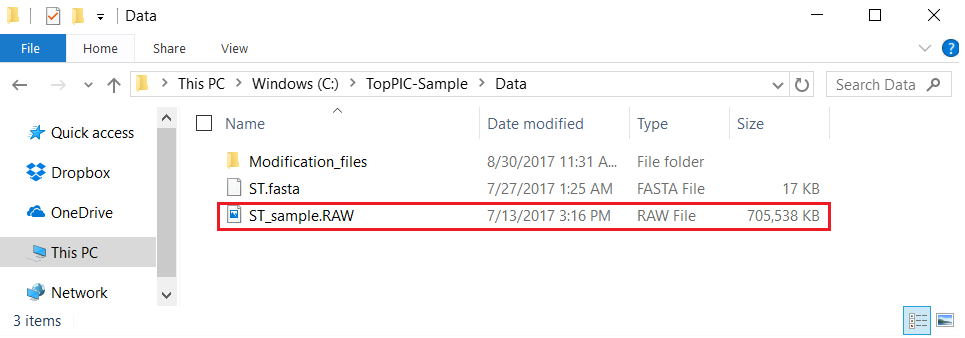 Data
File Home Share View
This PC Windows (C:) TopPIC-Sample Data Search Data
Name Date modified Type Size
Quick access
Dropbox
OneDrive
This PC
Network
Modification_files 8/30/2017 11:31 A... File folder
ST.fasta 7/27/2017 1:25 AM FASTA File 17 KB
ST_sample.RAW 7/13/2017 3:16 PM RAW File 705,538 KB
3 items